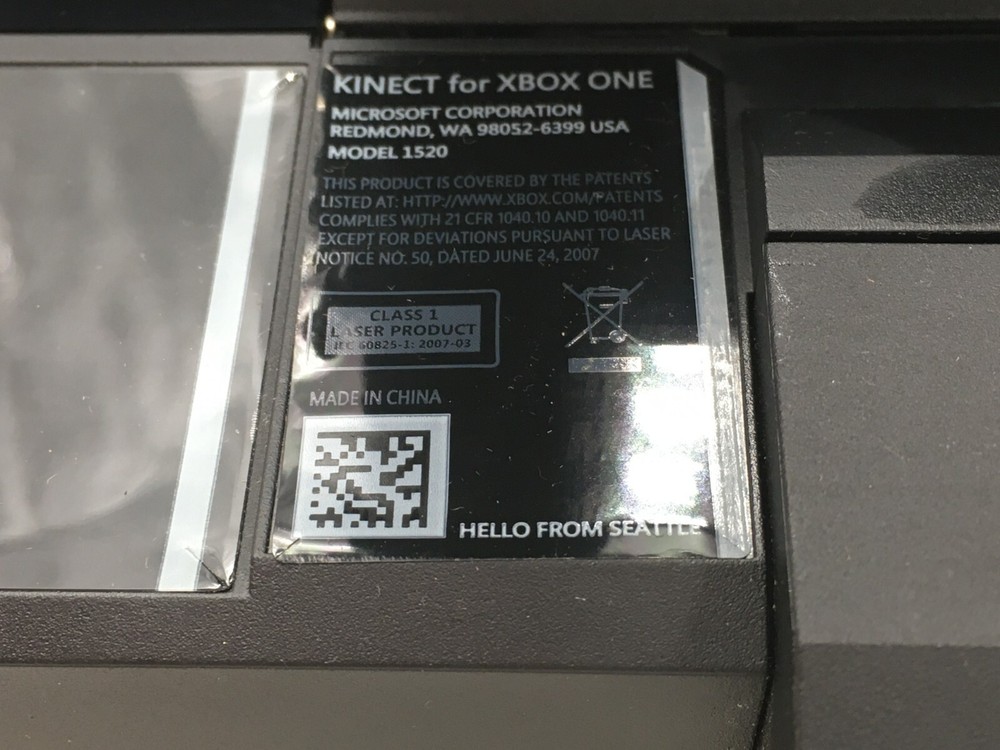 KINECT for XBOX ONE
MICROSOFT CORPORATION
REDMOND, WA 98052-6399 USA
MODEL 1520
THIS PRODUCT IS COVERED BY THE PATENTS
LISTED AT: HTTP://WWW.XBOX.COM/PATENTS
COMPLIES WITH 21 CFR 1040.10 AND 1040.11
EXCEPT FOR DEVIATIONS PURSUANT TO LASER
NOTICE NO. 50, DATED JUNE 24, 2007
CLASS 1
LASER PRODUCT
IEC 60825-1: 2007-03
MADE IN CHINA
HELLO FROM SEATTLE